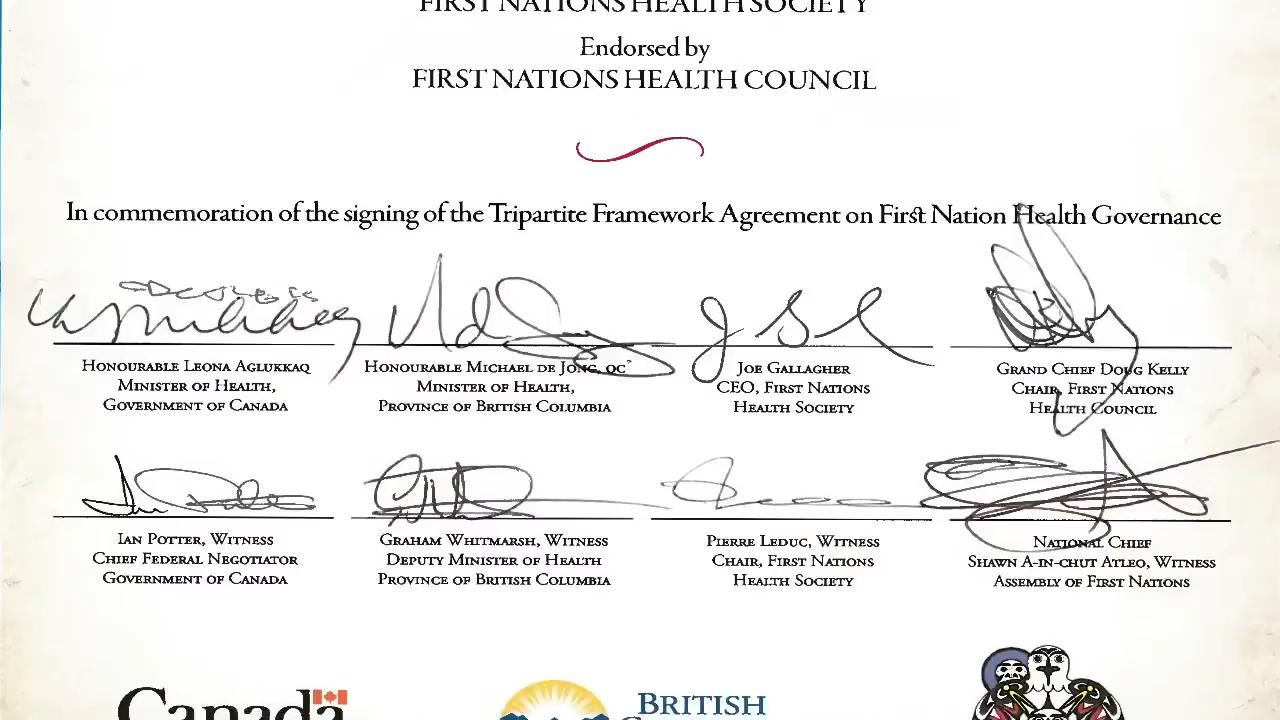 FIRST NATIONS HEALTH SOCIETY
Endorsed by
FIRST NATIONS HEALTH COUNCIL
In commemoration of the signing of the Tripartite Framework Agreement on First Nation Health Governance
HONOURABLE LEONA AGLUKKAQ
MINISTER OF HEALTH,
GOVERNMENT OF CANADA
HONOURABLE MICHAEL DE JONG, QC
MINISTER OF HEALTH,
PROVINCE OF BRITISH COLUMBIA
JOE GALLAGHER
CEO, FIRST NATIONS
HEALTH SOCIETY
GRAND CHIEF DOUG KELLY
CHAIR, FIRST NATIONS
HEALTH COUNCIL
IAN POTTER, WITNESS
CHIEF FEDERAL NEGOTIATOR
GOVERNMENT OF CANADA
GRAHAM WHITMARSH, WITNESS
DEPUTY MINISTER OF HEALTH
PROVINCE OF BRITISH COLUMBIA
PIERRE LEDUC, WITNESS
CHAIR, FIRST NATIONS
HEALTH SOCIETY
NATIONAL CHIEF
SHAWN A-IN-CHUT ATLEO, WITNESS
ASSEMBLY OF FIRST NATIONS
Canada
BRITISH